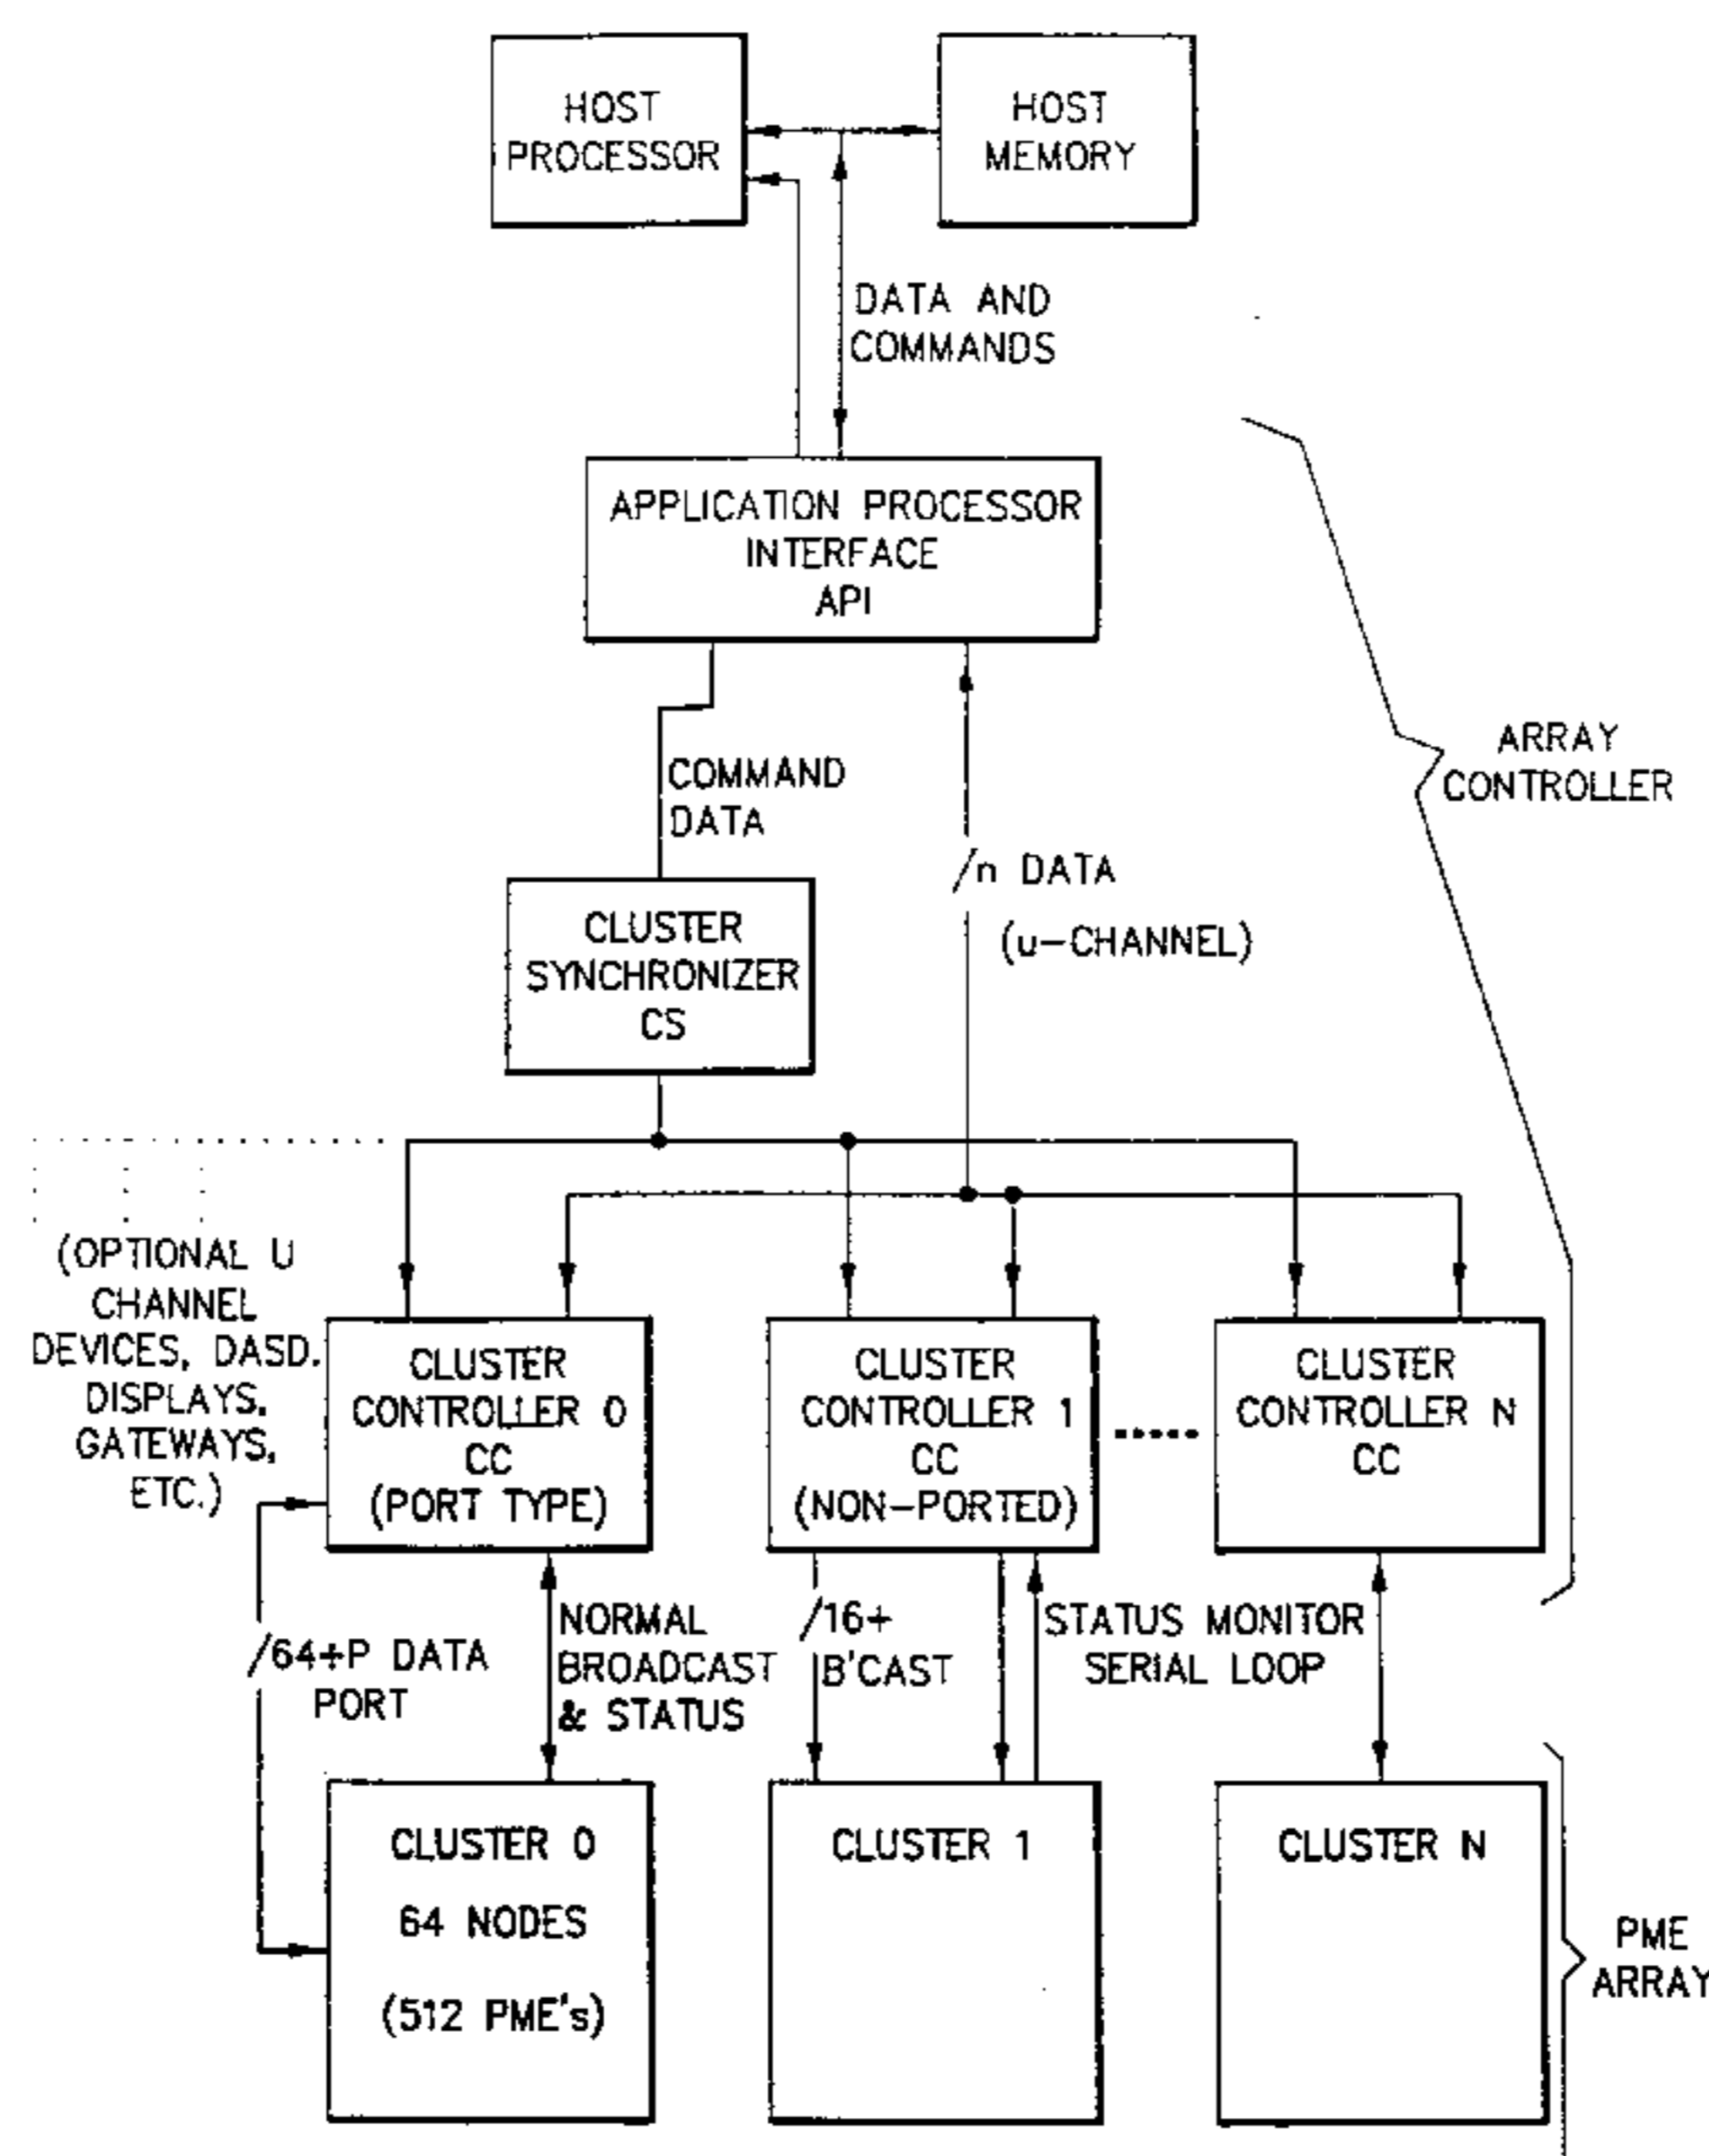 HOST
PROCESSOR
HOST
MEMORY
DATA AND
COMMANDS
APPLICATION PROCESSOR
INTERFACE
API
ARRAY
CONTROLLER
COMMAND
DATA
/n DATA
(u-CHANNEL)
CLUSTER
SYNCHRONIZER
CS
(OPTIONAL U
CHANNEL
DEVICES, DASD.
DISPLAYS,
GATEWAYS,
ETC.)
CLUSTER
CONTROLLER 0
CC
(PORT TYPE)
CLUSTER
CONTROLLER 1
CC
(NON-PORTED)
CLUSTER
CONTROLLER N
CC
/64+P DATA
PORT
NORMAL
BROADCAST
& STATUS
/16+
B'CAST
STATUS MONITOR
SERIAL LOOP
CLUSTER 0
64 NODES
(512 PME's)
CLUSTER 1
CLUSTER N
PME
ARRAY